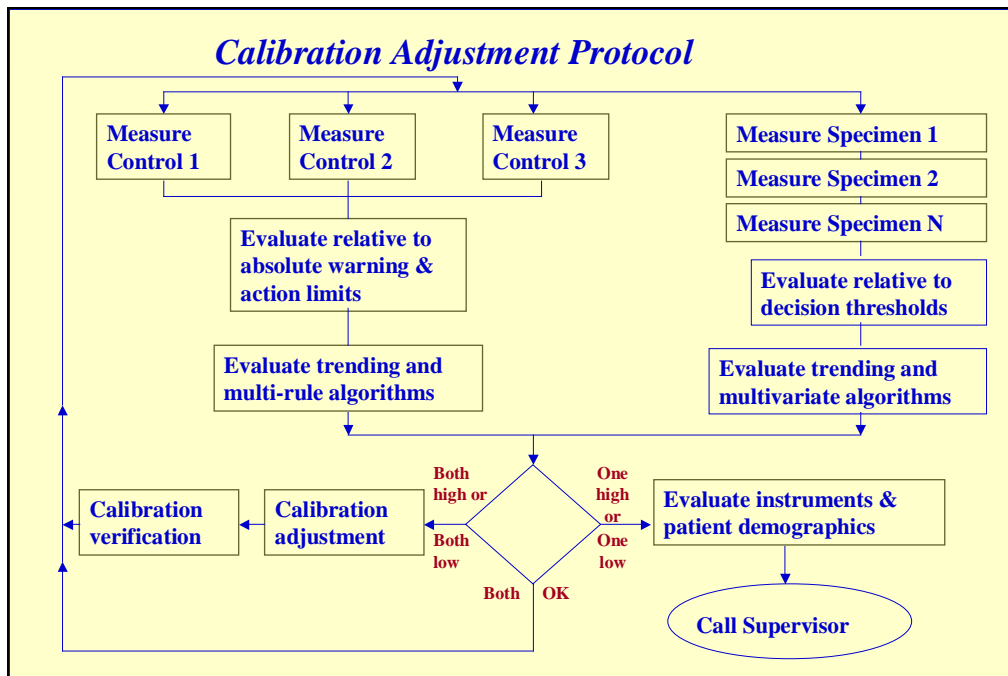 Calibration Adjustment Protocol
Measure
Control 1
Measure
Control 2
Measure
Control 3
Measure Specimen 1
Measure Specimen 2
Measure Specimen N
Evaluate relative to
absolute warning &
action limits
Evaluate relative to
decision thresholds
Evaluate trending and
multi-rule algorithms
Evaluate trending and
multivariate algorithms
Both
high or
Both
low
One
high
or
One
low
Calibration
verification
Calibration
adjustment
Evaluate instruments &
patient demographics
Both OK
Call Supervisor